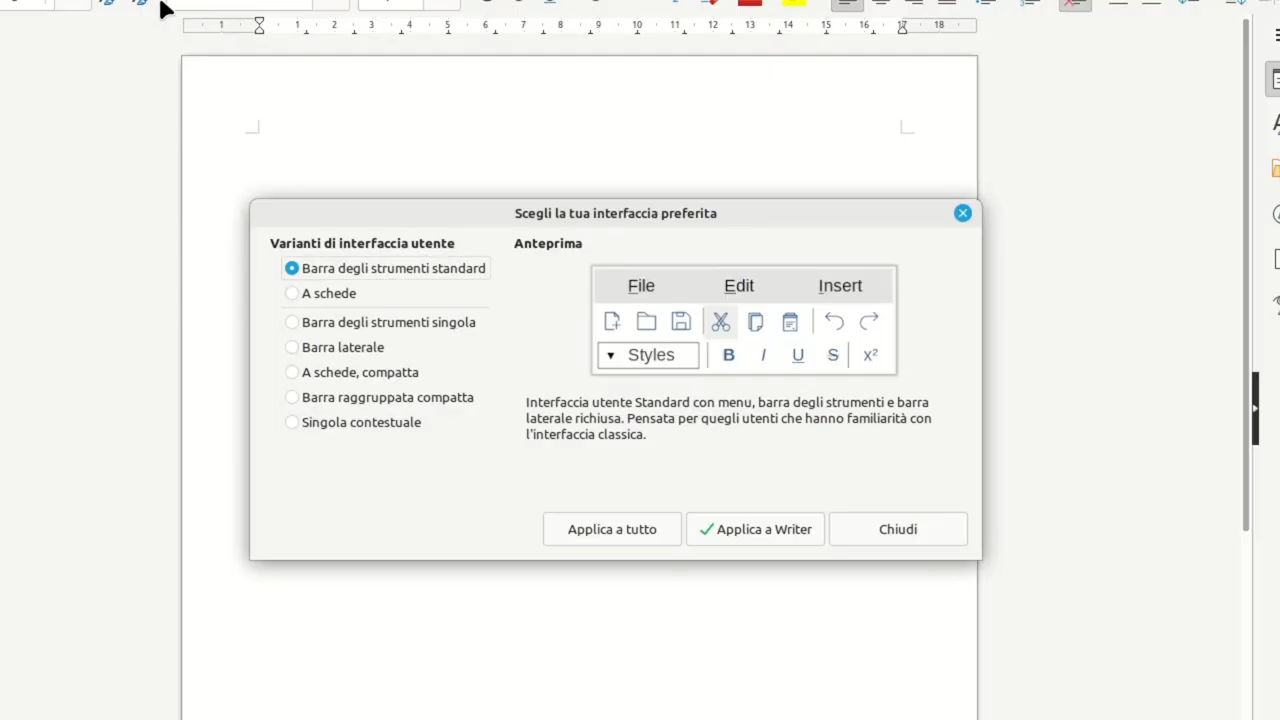 1 1 2 3 4 5 6 7 8 9 10 11 12 13 14 15 16 17 18
Scegli la tua interfaccia preferita
Varianti di interfaccia utente
Barra degli strumenti standard
A schede
Barra degli strumenti singola
Barra laterale
A schede, compatta
Barra raggruppata compatta
Singola contestuale
Anteprima
File Edit Insert
Styles B I U S x²
Interfaccia utente Standard con menu, barra degli strumenti e barra
laterale richiusa. Pensata per quegli utenti che hanno familiarità con
l'interfaccia classica.
Applica a tutto Applica a Writer Chiudi